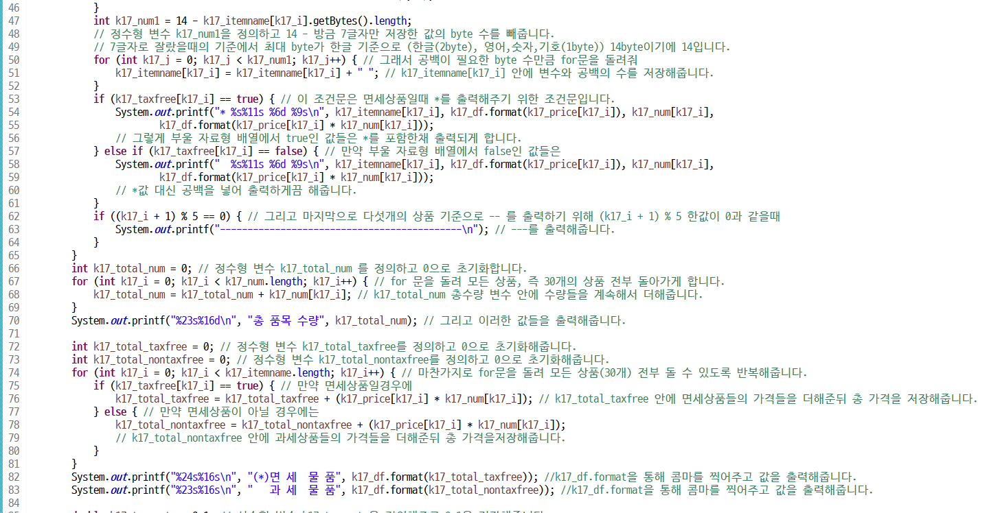 46 }
47 int k17_num1 = 14 - k17_itemname[k17_i].getBytes().length;
48 // 정수형 변수 k17_num1을 정의하고 14 - 방금 7글자만 저장한 값의 byte 수를 빼줍니다.
49 // 7글자로 잘랐을때의 기준에서 최대 byte가 한글 기준으로 (한글(2byte), 영어,숫자,기호(1byte)) 14byte이기에 14입니다.
50 for (int k17_j = 0; k17_j < k17_num1; k17_j++) { // 그래서 공백이 필요한 byte 수만큼 for문을 돌려줘
51 k17_itemname[k17_i] = k17_itemname[k17_i] + " "; // k17_itemname[k17_i] 안에 변수와 공백의 수를 저장해줍니다.
52 }
53 if (k17_taxfree[k17_i] == true) { // 이 조건문은 면세상품일때 *를 출력해주기 위한 조건문입니다.
54 System.out.printf("* %s%11s %6d %9s\n", k17_itemname[k17_i], k17_df.format(k17_price[k17_i]), k17_num[k17_i],
55 k17_df.format(k17_price[k17_i] * k17_num[k17_i]));
56 // 그렇게 부울 자료형 배열에서 true인 값들은 *를 포함한채 출력되게 합니다.
57 } else if (k17_taxfree[k17_i] == false) { // 만약 부울 자료형 배열에서 false인 값들은
58 System.out.printf("  %s%11s %6d %9s\n", k17_itemname[k17_i], k17_df.format(k17_price[k17_i]), k17_num[k17_i],
59 k17_df.format(k17_price[k17_i] * k17_num[k17_i]));
60 // *값 대신 공백을 넣어 출력하게끔 해줍니다.
61 }
62 if ((k17_i + 1) % 5 == 0) { // 그리고 마지막으로 다섯개의 상품 기준으로 -- 를 출력하기 위해 (k17_i + 1) % 5 한값이 0과 같을때
63 System.out.printf("--------------------------------------------\n"); // ---를 출력해줍니다.
64 }
65 }
66 int k17_total_num = 0; // 정수형 변수 k17_total_num 를 정의하고 0으로 초기화합니다.
67 for (int k17_i = 0; k17_i < k17_num.length; k17_i++) { // for 문을 돌려 모든 상품, 즉 30개의 상품 전부 돌아가게 합니다.
68 k17_total_num = k17_total_num + k17_num[k17_i]; // k17_total_num 총수량 변수 안에 수량들을 계속해서 더해줍니다.
69 }
70 System.out.printf("%23s%16d\n", "총 품목 수량", k17_total_num); // 그리고 이러한 값들을 출력해줍니다.
71
72 int k17_total_taxfree = 0; // 정수형 변수 k17_total_taxfree를 정의하고 0으로 초기화해줍니다.
73 int k17_total_nontaxfree = 0; // 정수형 변수 k17_total_nontaxfree를 정의하고 0으로 초기화해줍니다.
74 for (int k17_i = 0; k17_i < k17_itemname.length; k17_i++) { // 마찬가지로 for문을 돌려 모든 상품(30개) 전부 돌 수 있도록 반복해줍니다.
75 if (k17_taxfree[k17_i] == true) { // 만약 면세상품일경우에
76 k17_total_taxfree = k17_total_taxfree + (k17_price[k17_i] * k17_num[k17_i]); // k17_total_taxfree 안에 면세상품들의 가격들을 더해준뒤 총 가격을 저장해줍니다.
77 } else { // 만약 면세상품이 아닐 경우에는
78 k17_total_nontaxfree = k17_total_nontaxfree + (k17_price[k17_i] * k17_num[k17_i]);
79 // k17_total_nontaxfree 안에 과세상품들의 가격들을 더해준뒤 총 가격을저장해줍니다.
80 }
81 }
82 System.out.printf("%24s%16s\n", "(*)면 세  물 품", k17_df.format(k17_total_taxfree)); //k17_df.format을 통해 콤마를 찍어주고 값을 출력해줍니다.
83 System.out.printf("%23s%16s\n", "   과 세  물 품", k17_df.format(k17_total_nontaxfree)); //k17_df.format을 통해 콤마를 찍어주고 값을 출력해줍니다.
84